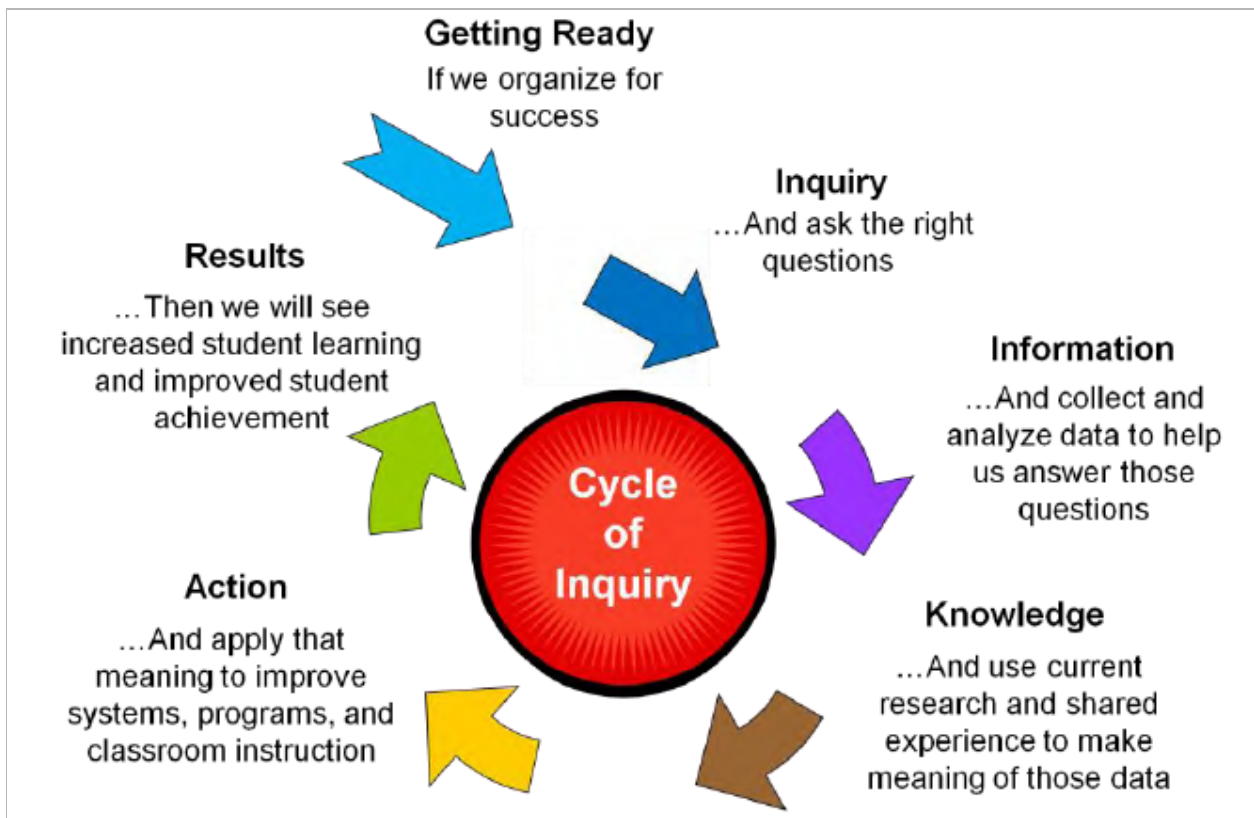 Getting Ready
If we organize for
success
Inquiry
…And ask the right
questions
Information
…And collect and
analyze data to help
us answer those
questions
Knowledge
…And use current
research and shared
experience to make
meaning of those data
Action
…And apply that
meaning to improve
systems, programs, and
classroom instruction
Results
…Then we will see
increased student learning
and improved student
achievement
Cycle
of
Inquiry